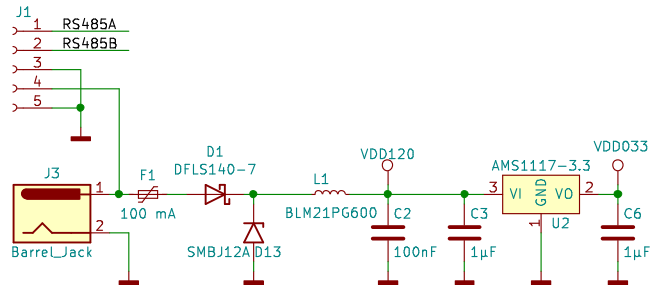 J1
1 RS485A
2 RS485B
3
4
5
J3
1
2
Barrel_Jack
F1
100 mA
D1
DFLS140-7
SMBJ12A D13
L1
BLM21PG600
VDD120
C2
100nF
C3
1µF
AMS1117-3.3
3 VI GND VO 2
1 U2
VDD033
C6
1µF